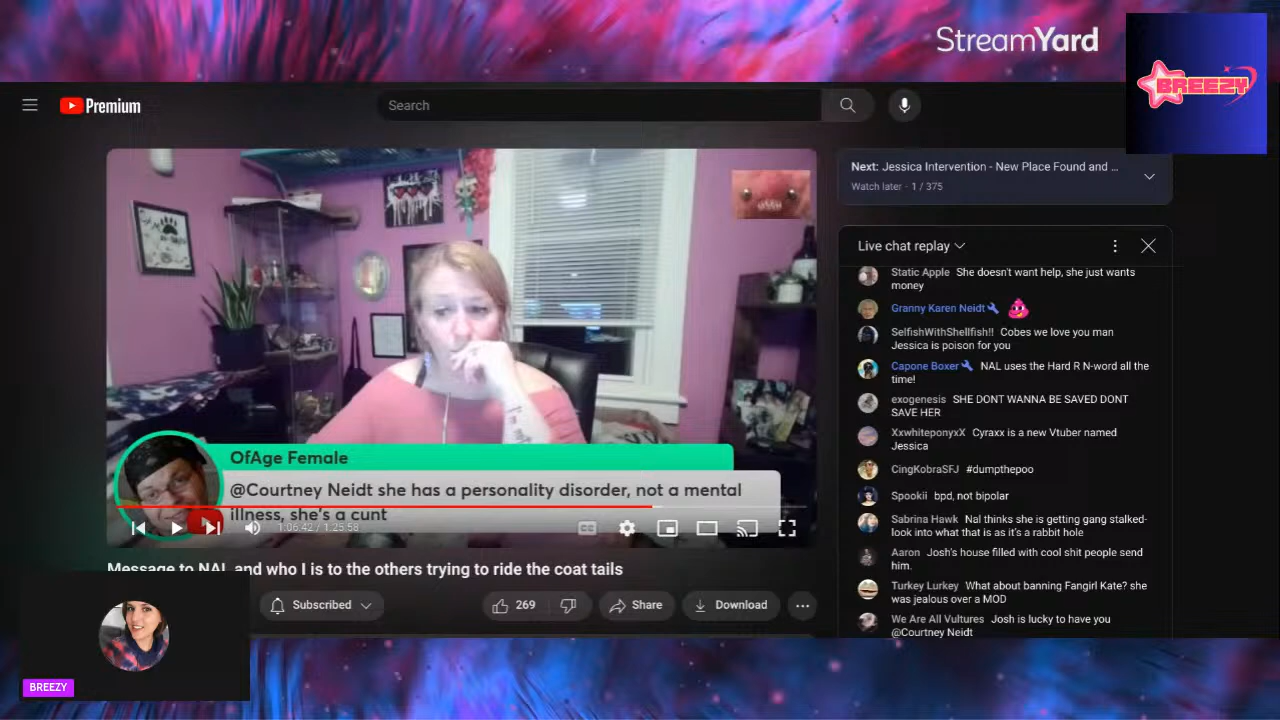 StreamYard
BREEZY
Premium
Search
Next: Jessica Intervention - New Place Found and ...
Watch later · 1 / 375
OfAge Female
@Courtney Neidt she has a personality disorder, not a mental
illness, she's a cunt
1:06:42 / 1:25:58
Message to NAL and who I is to the others trying to ride the coat tails
Subscribed
269
Share
Download
Live chat replay
Static Apple She doesn't want help, she just wants
money
Granny Karen Neidt
SelfishWithShellfish!! Cobes we love you man
Jessica is poison for you
Capone Boxer NAL uses the Hard R N-word all the
time!
exogenesis SHE DONT WANNA BE SAVED DONT
SAVE HER
XxwhiteponyxX Cyraxx is a new Vtuber named
Jessica
CingKobraSFJ #dumpthepoo
Spookii bpd, not bipolar
Sabrina Hawk Nal thinks she is getting gang stalked-
look into what that is as it's a rabbit hole
Aaron Josh's house filled with cool shit people send
him.
Turkey Lurkey What about banning Fangirl Kate? she
was jealous over a MOD
We Are All Vultures Josh is lucky to have you
@Courtney Neidt
BREEZY